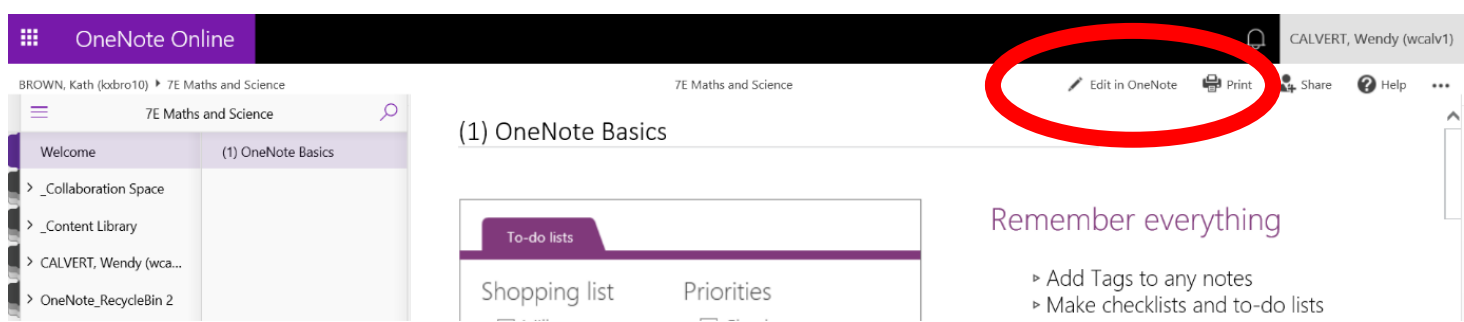 OneNote Online
CALVERT, Wendy (wcalv1)
BROWN, Kath (kxbro10) 7E Maths and Science
7E Maths and Science
Edit in OneNote Print Share Help
7E Maths and Science
Welcome
(1) OneNote Basics
_Collaboration Space
_Content Library
CALVERT, Wendy (wca...
OneNote_RecycleBin 2
(1) OneNote Basics
To-do lists
Shopping list
Priorities
Remember everything
Add Tags to any notes
Make checklists and to-do lists